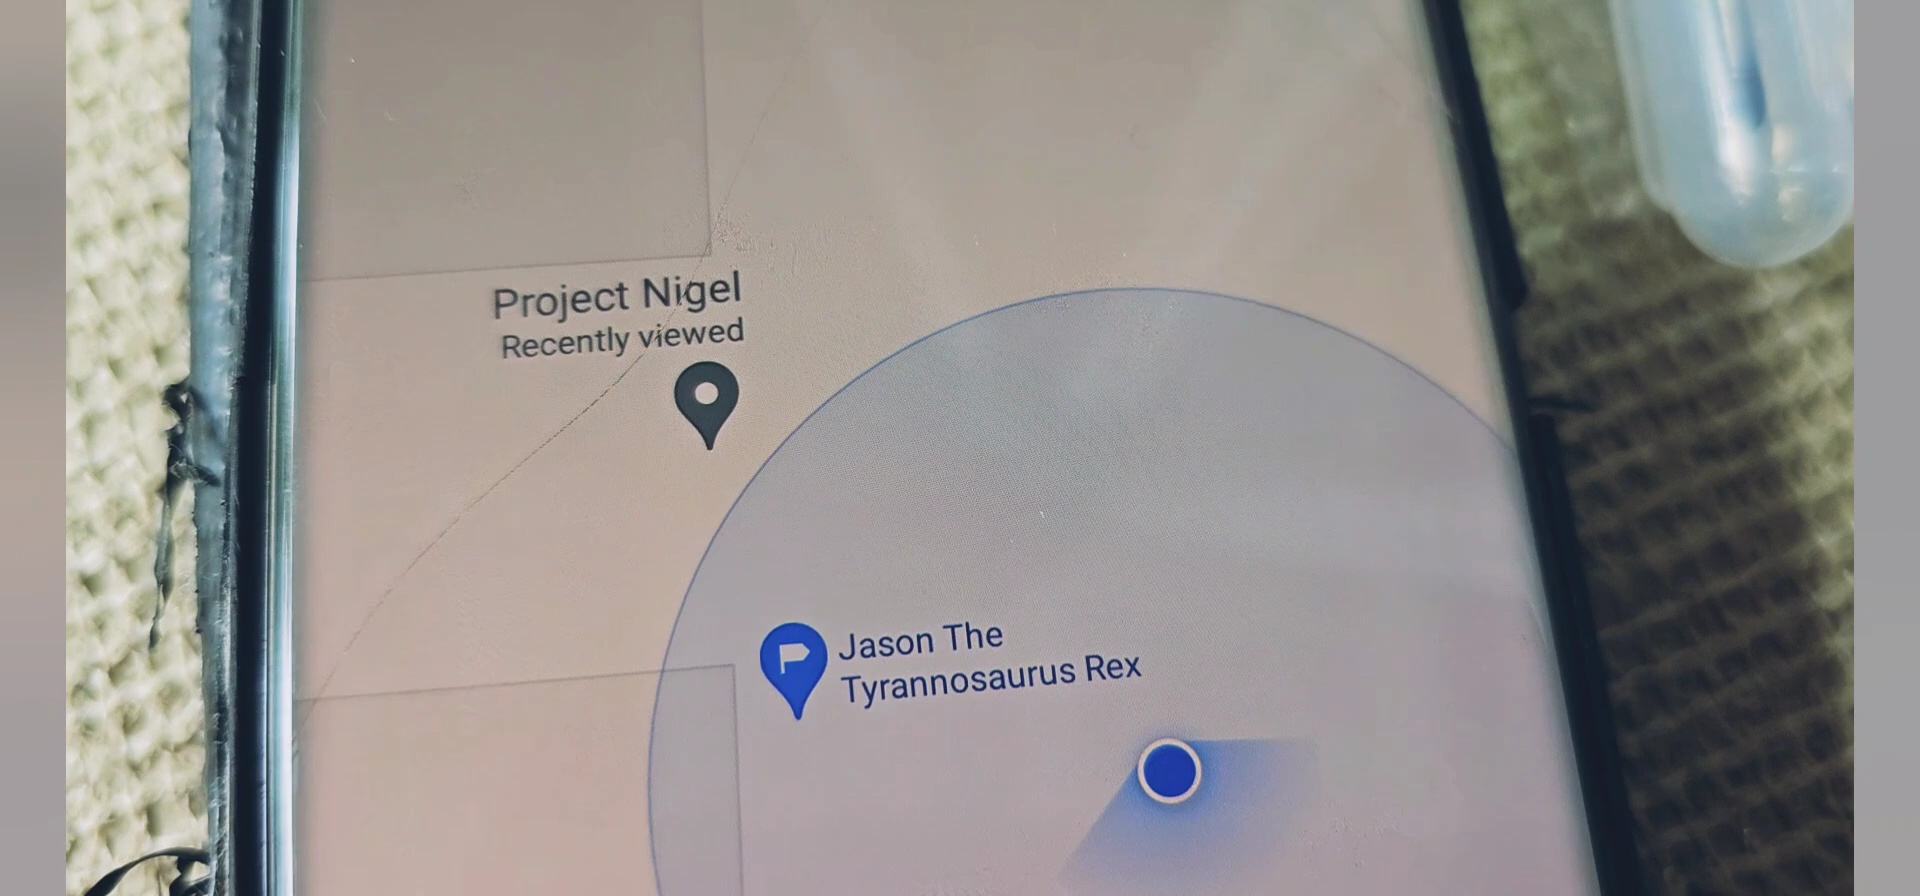 Project Nigel
Recently viewed
Jason The
Tyrannosaurus Rex